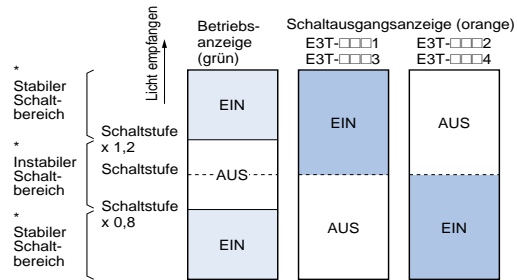 Betriebs-
anzeige
(grün)
Schaltausgangsanzeige (orange)
E3T-□□□1
E3T-□□□3
E3T-□□□2
E3T-□□□4
Licht empfangen
*
Stabiler
Schalt-
bereich
Schaltstufe
x 1,2
*
Instabiler
Schalt-
bereich
Schaltstufe
Schaltstufe
x 0,8
*
Stabiler
Schalt-
bereich
EIN
AUS
EIN
EIN
AUS
AUS
EIN